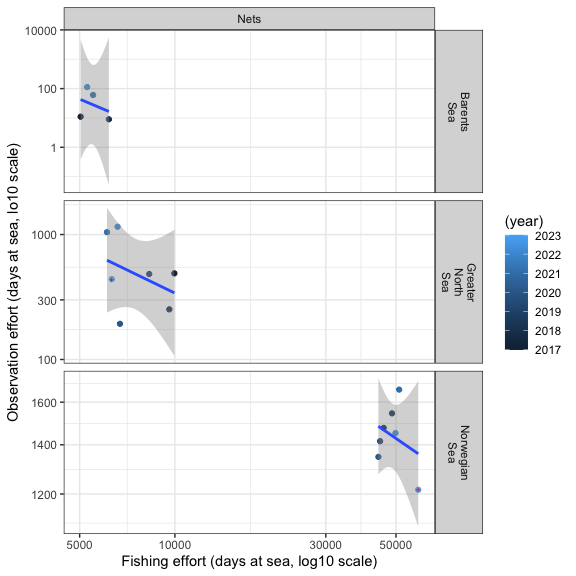 Nets
10000
100
1
Barents
Sea
1000
300
100
Greater
North
Sea
1600
1400
1200
Norwegian
Sea
5000 10000 30000 50000
Fishing effort (days at sea, log10 scale)
Observation effort (days at sea, lo10 scale)
(year)
2023
2022
2021
2020
2019
2018
2017